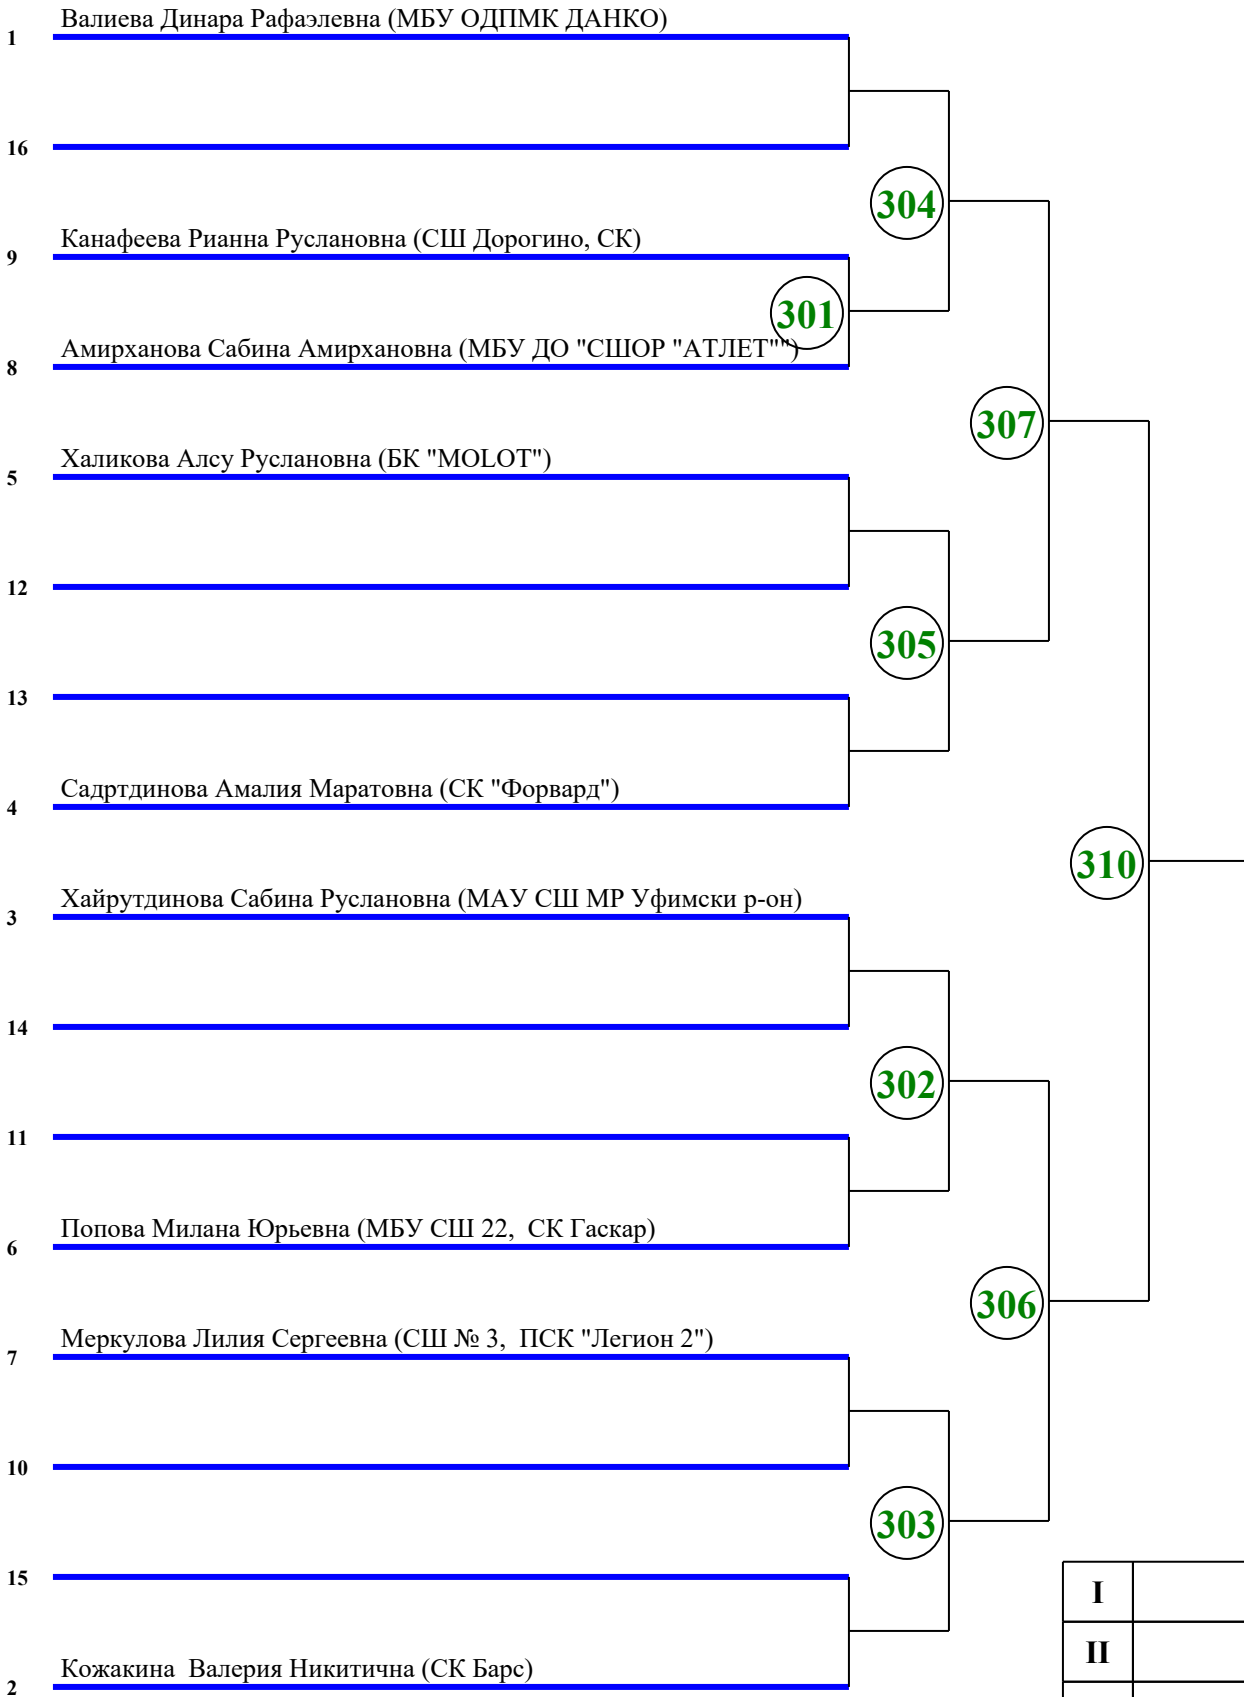 Валиева Динара Рафаэлевна (МБУ ОДПМК ДАНКО)
1
16
304
Канафеева Рианна Руслановна (СШ Дорогино, СК)
9
301
Амирханова Сабина Амирхановна (МБУ ДО "СШОР "АТЛЕТ"")
8
307
Халикова Алсу Руслановна (БК "MOLOT")
5
12
305
13
Садртдинова Амалия Маратовна (СК "Форвард")
4
310
Хайрутдинова Сабина Руслановна (МАУ СШ МР Уфимски р-он)
3
14
302
11
Попова Милана Юрьевна (МБУ СШ 22,  СК Гаскар)
6
306
Меркулова Лилия Сергеевна (СШ № 3,  ПСК "Легион 2")
7
10
303
15
I
II
Кожакина  Валерия Никитична (СК Барс)
2